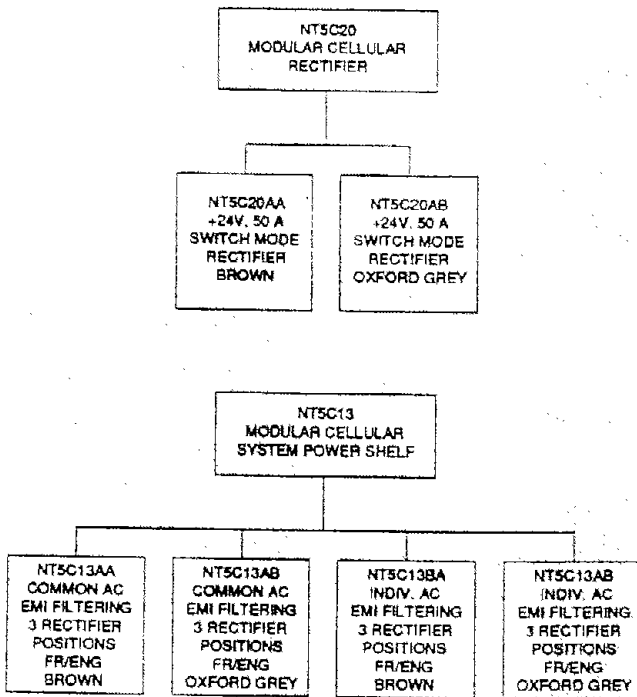 NT5C20
MODULAR CELLULAR
RECTIFIER
NT5C20AA
+24V, 50 A
SWITCH MODE
RECTIFIER
BROWN
NT5C20AB
+24V, 50 A
SWITCH MODE
RECTIFIER
OXFORD GREY
NT5C13
MODULAR CELLULAR
SYSTEM POWER SHELF
NT5C13AA
COMMON AC
EMI FILTERING
3 RECTIFIER
POSITIONS
FR/ENG
BROWN
NT5C13AB
COMMON AC
EMI FILTERING
3 RECTIFIER
POSITIONS
FR/ENG
OXFORD GREY
NT5C13BA
INDIV. AC
EMI FILTERING
3 RECTIFIER
POSITIONS
FR/ENG
BROWN
NT5C13AB
INDIV. AC
EMI FILTERING.
3 RECTIFIER
POSITIONS
FR/ENG
OXFORD GREY